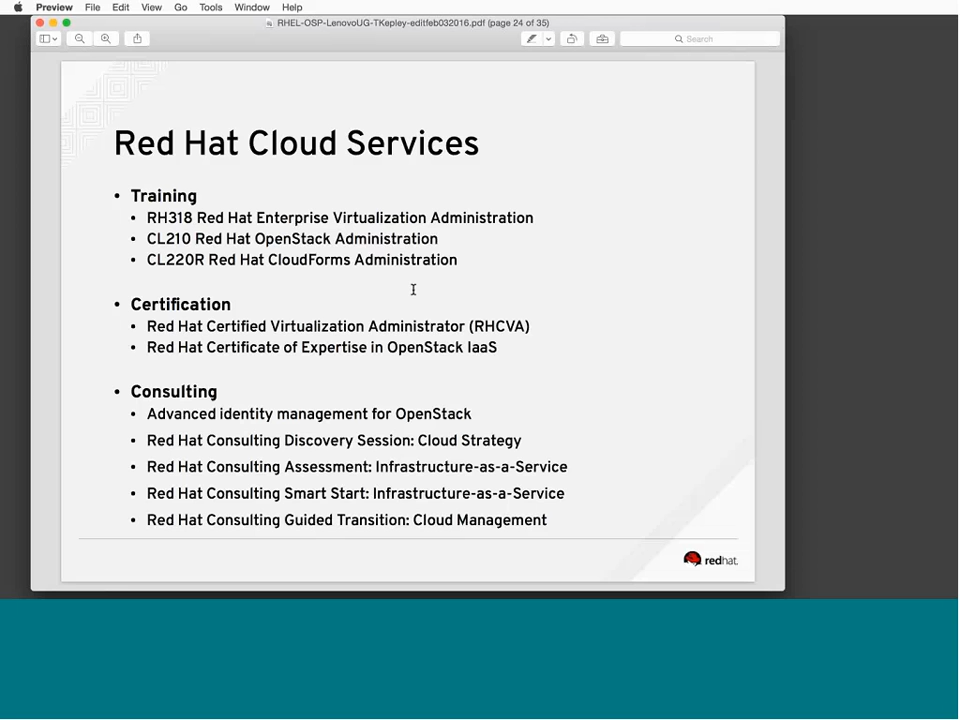 Preview File Edit View Go Tools Window Help
RHEL-OSP-LenovoUG-TKepley-editfeb032016.pdf (page 24 of 35)
Search
Red Hat Cloud Services
• Training
• RH318 Red Hat Enterprise Virtualization Administration
• CL210 Red Hat OpenStack Administration
• CL220R Red Hat CloudForms Administration
• Certification
• Red Hat Certified Virtualization Administrator (RHCVA)
• Red Hat Certificate of Expertise in OpenStack IaaS
• Consulting
• Advanced identity management for OpenStack
• Red Hat Consulting Discovery Session: Cloud Strategy
• Red Hat Consulting Assessment: Infrastructure-as-a-Service
• Red Hat Consulting Smart Start: Infrastructure-as-a-Service
• Red Hat Consulting Guided Transition: Cloud Management
redhat.